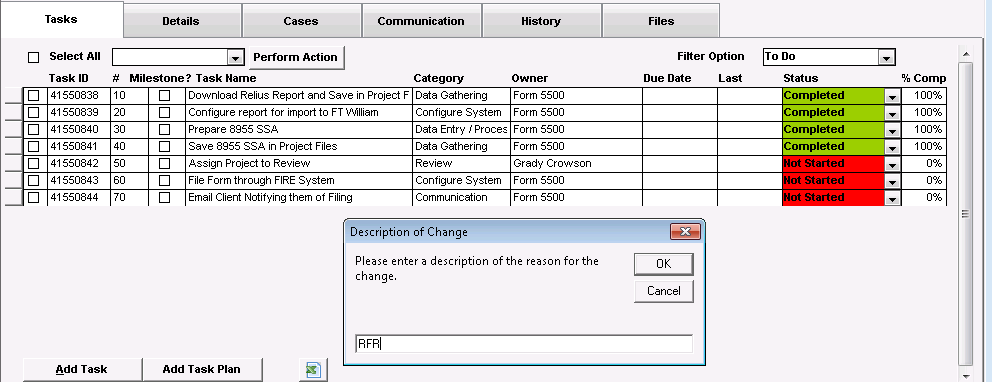 Tasks Details Cases Communication History Files
Select All Perform Action Filter Option To Do
Task ID # Milestone? Task Name Category Owner Due Date Last Status % Comp
41550838 10 Download Relius Report and Save in Project F Data Gathering Form 5500 Completed 100%
41550839 20 Configure report for import to FT William Configure System Form 5500 Completed 100%
41550840 30 Prepare 8955 SSA Data Entry / Proces Form 5500 Completed 100%
41550841 40 Save 8955 SSA in Project Files Data Gathering Form 5500 Completed 100%
41550842 50 Assign Project to Review Review Grady Crowson Not Started 0%
41550843 60 File Form through FIRE System Configure System Form 5500 Not Started 0%
41550844 70 Email Client Notifying them of Filing Communication Form 5500 Not Started 0%
Description of Change
Please enter a description of the reason for the
change.
OK
Cancel
RFR
Add Task Add Task Plan